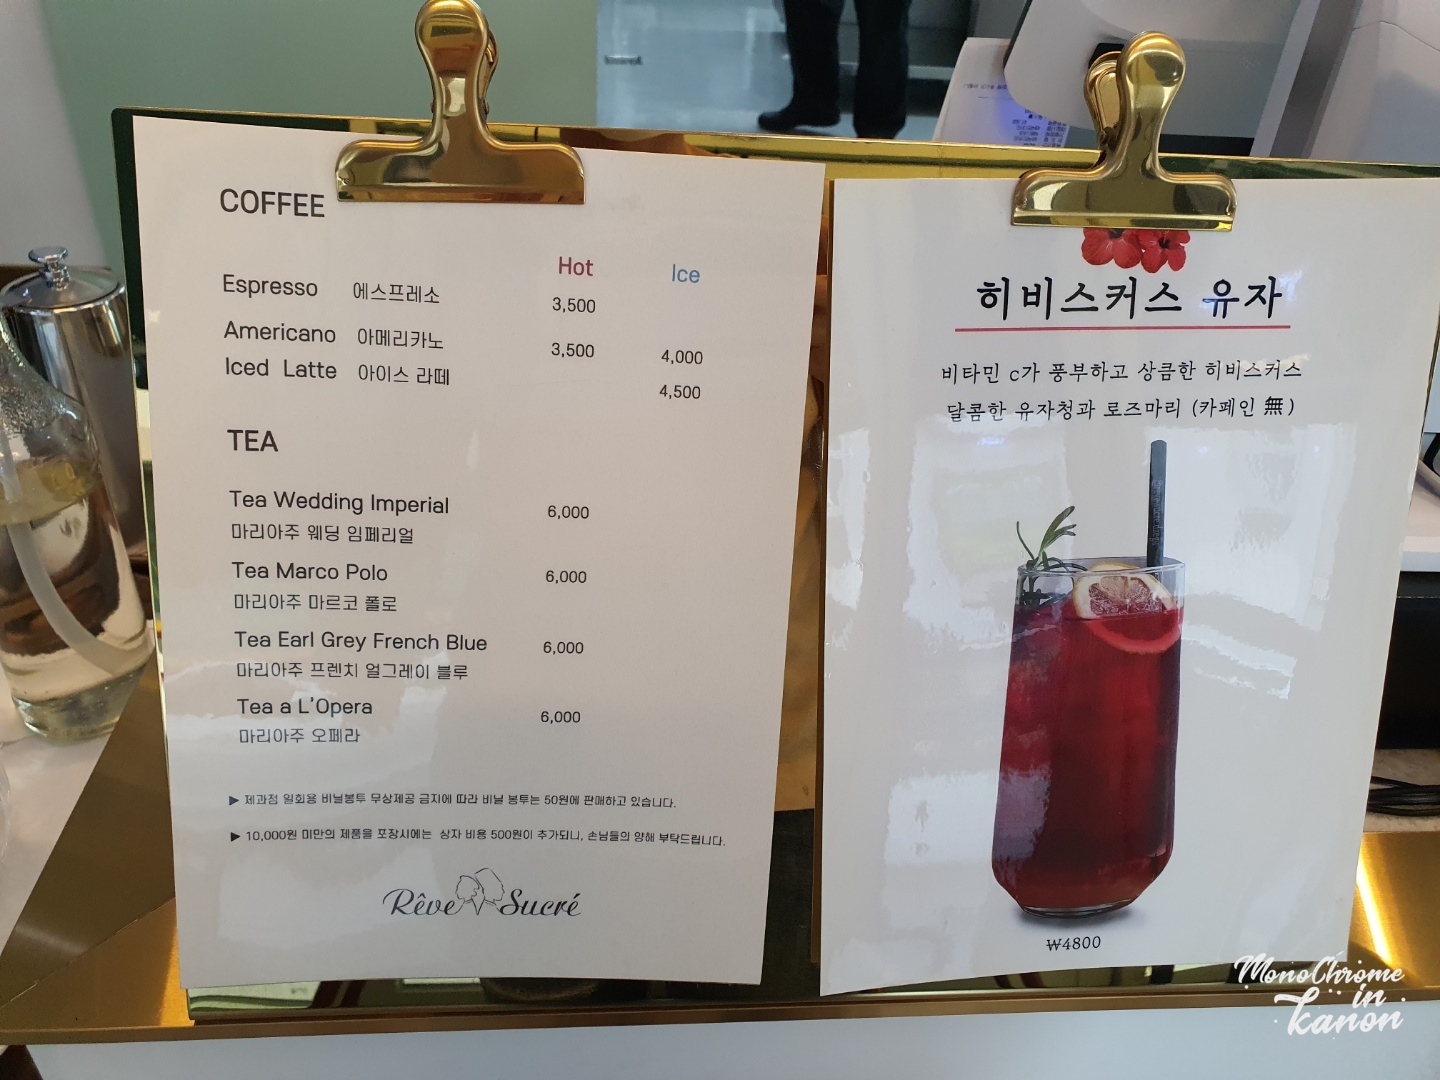 COFFEE
Hot Ice
Espresso 에스프레소 3,500
Americano 아메리카노 3,500 4,000
Iced Latte 아이스 라떼 4,500
TEA
Tea Wedding Imperial 6,000
마리아주 웨딩 임페리얼
Tea Marco Polo 6,000
마리아주 마르코 폴로
Tea Earl Grey French Blue 6,000
마리아주 프렌치 얼그레이 블루
Tea a L'Opera 6,000
마리아주 오페라
▶ 제과점 일회용 비닐봉투 무상제공 금지에 따라 비닐 봉투는 50원에 판매하고 있습니다.
▶ 10,000원 미만의 제품을 포장시에는 상자 비용 500원이 추가되니, 손님들의 양해 부탁드립니다.
Rêve Sucré
히비스커스 유자
비타민 c가 풍부하고 상큼한 히비스커스
달콤한 유자청과 로즈마리 (카페인 無)
₩4800
MonoChrome
in
kanon